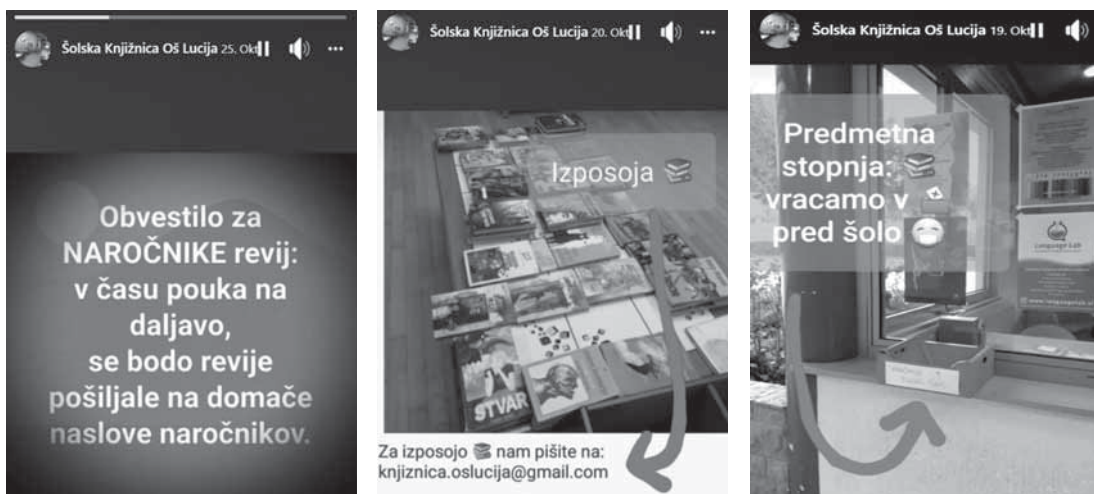 Šolska Knjižnica Oš Lucija 25. Okt
Obvestilo za
NAROČNIKE revij:
v času pouka na
daljavo,
se bodo revije
pošiljale na domače
naslove naročnikov.
Šolska Knjižnica Oš Lucija 20. Okt
Izposoja
STVAR
Za izposojo nam pišite na:
knjiznica.oslucija@gmail.com
Šolska Knjižnica Oš Lucija 19. Okt
Predmetna
stopnja:
vracamo v
pred šolo
Language Lab